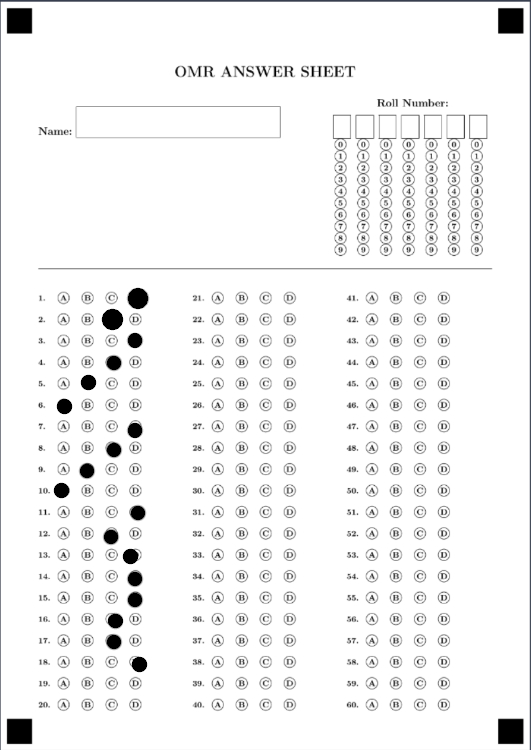 OMR ANSWER SHEET
Roll Number:
Name:
0 0 0 0 0 0 0
1 1 1 1 1 1 1
2 2 2 2 2 2 2
3 3 3 3 3 3 3
4 4 4 4 4 4 4
5 5 5 5 5 5 5
6 6 6 6 6 6 6
7 7 7 7 7 7 7
8 8 8 8 8 8 8
9 9 9 9 9 9 9
1. A B C 21. A B C D 41. A B C D
2. A B D 22. A B C D 42. A B C D
3. A B C 23. A B C D 43. A B C D
4. A B D 24. A B C D 44. A B C D
5. A C D 25. A B C D 45. A B C D
6. B C D 26. A B C D 46. A B C D
7. A B C 27. A B C D 47. A B C D
8. A B D 28. A B C D 48. A B C D
9. A C D 29. A B C D 49. A B C D
10. B C D 30. A B C D 50. A B C D
11. A B C 31. A B C D 51. A B C D
12. A B D 32. A B C D 52. A B C D
13. A B C 33. A B C D 53. A B C D
14. A B C 34. A B C D 54. A B C D
15. A B C 35. A B C D 55. A B C D
16. A B D 36. A B C D 56. A B C D
17. A B D 37. A B C D 57. A B C D
18. A B C 38. A B C D 58. A B C D
19. A B C D 39. A B C D 59. A B C D
20. A B C D 40. A B C D 60. A B C D